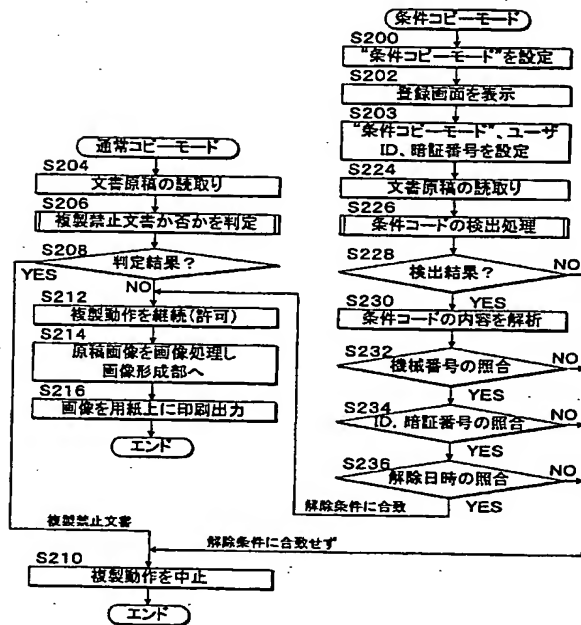 通常コピーモード
S204
文書原稿の読取り
S206
複製禁止文書か否かを判定
S208
判定結果?
YES
NO
S212
複製動作を継続(許可)
S214
原稿画像を画像処理し
画像形成部へ
S216
画像を用紙上に印刷出力
エンド
複製禁止文書
S210
複製動作を中止
エンド
条件コピーモード
S200
“条件コピーモード”を設定
S202
登録画面を表示
S203
“条件コピーモード”、ユーザ
ID、暗証番号を設定
S224
文書原稿の読取り
S226
条件コードの検出処理
S228
検出結果?
NO
YES
S230
条件コードの内容を解析
S232
機械番号の照合
NO
YES
S234
ID、暗証番号の照合
NO
YES
S236
解除日時の照合
NO
YES
解除条件に合致
解除条件に合致せず